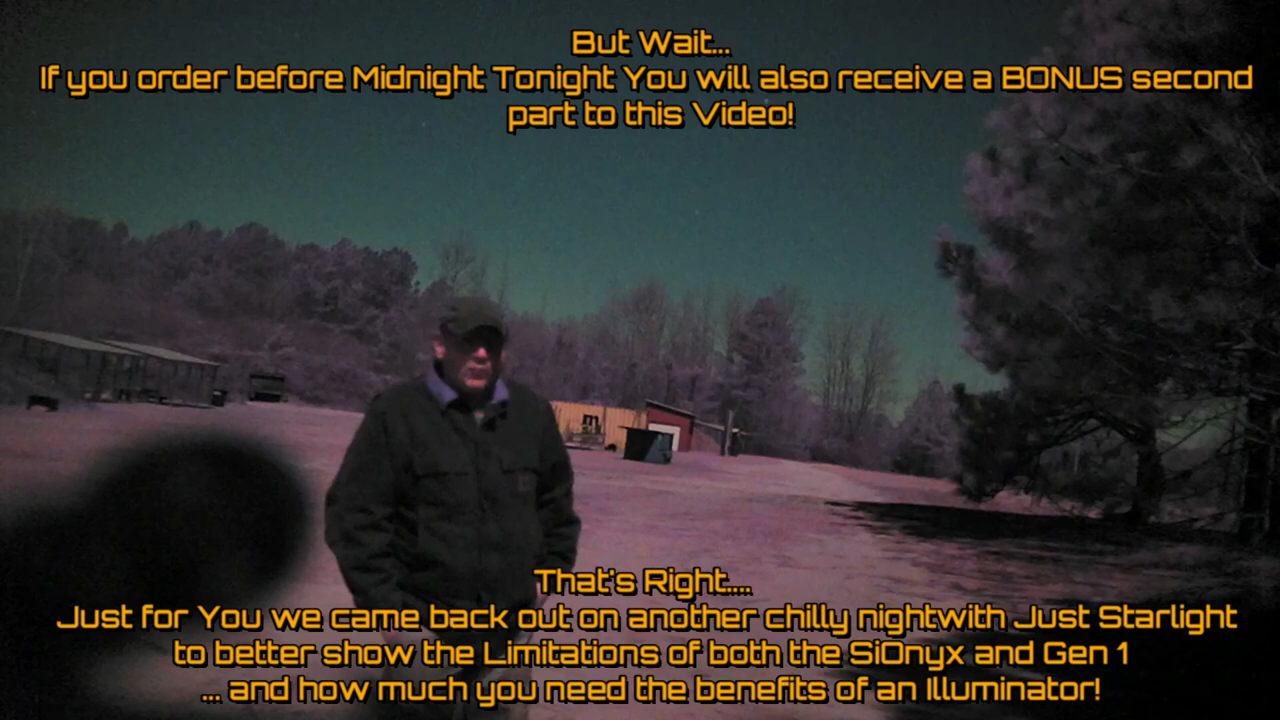 But Wait...
If you order before Midnight Tonight You will also receive a BONUS second
part to this Video!
m
That's Right....
Just for You we came back out on another chilly nightwith Just Starlight
to better show the Limitations of both the SiOnyx and Gen 1
... and how much you need the benefits of an Illuminator!